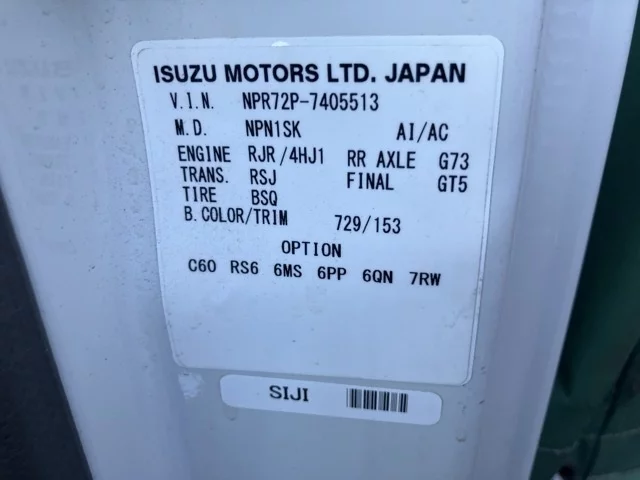 ISUZU MOTORS LTD. JAPAN
V.I.N. NPR72P-7405513
M.D. NPN1SK AI/AC
ENGINE RJR/4HJ1 RR AXLE G73
TRANS. RSJ FINAL GT5
TIRE BSQ
B.COLOR/TRIM 729/153
OPTION
C60 RS6 6MS 6PP 6QN 7RW
SIJI